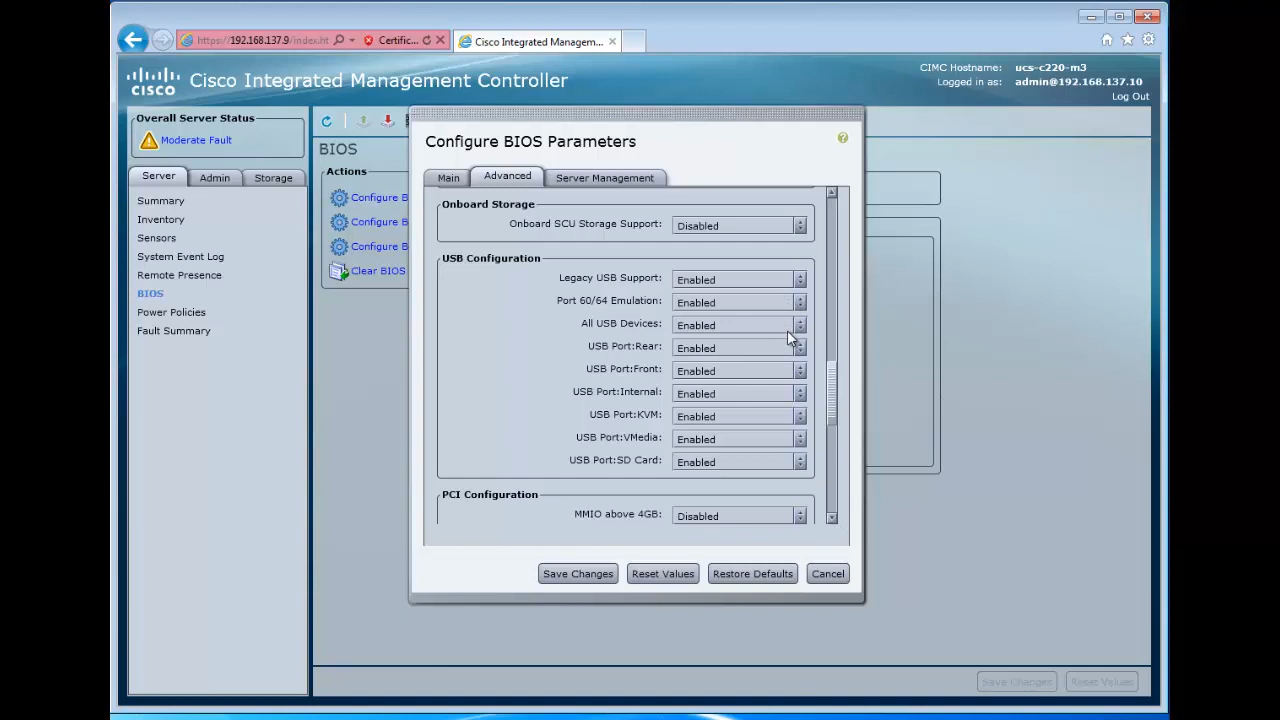 https://192.168.137.9/index.ht
Certific...
Cisco Integrated Managem...
cisco
Cisco Integrated Management Controller
CIMC Hostname: ucs-c220-m3
Logged in as: admin@192.168.137.10
Log Out
Overall Server Status
Moderate Fault
Server
Admin
Storage
Summary
Inventory
Sensors
System Event Log
Remote Presence
BIOS
Power Policies
Fault Summary
BIOS
Actions
Configure B
Configure B
Configure B
Clear BIOS
Configure BIOS Parameters
Main
Advanced
Server Management
Onboard Storage
Onboard SCU Storage Support: Disabled
USB Configuration
Legacy USB Support: Enabled
Port 60/64 Emulation: Enabled
All USB Devices: Enabled
USB Port:Rear: Enabled
USB Port:Front: Enabled
USB Port:Internal: Enabled
USB Port:KVM: Enabled
USB Port:VMedia: Enabled
USB Port:SD Card: Enabled
PCI Configuration
MMIO above 4GB: Disabled
Save Changes
Reset Values
Restore Defaults
Cancel
Save Changes
Reset Values